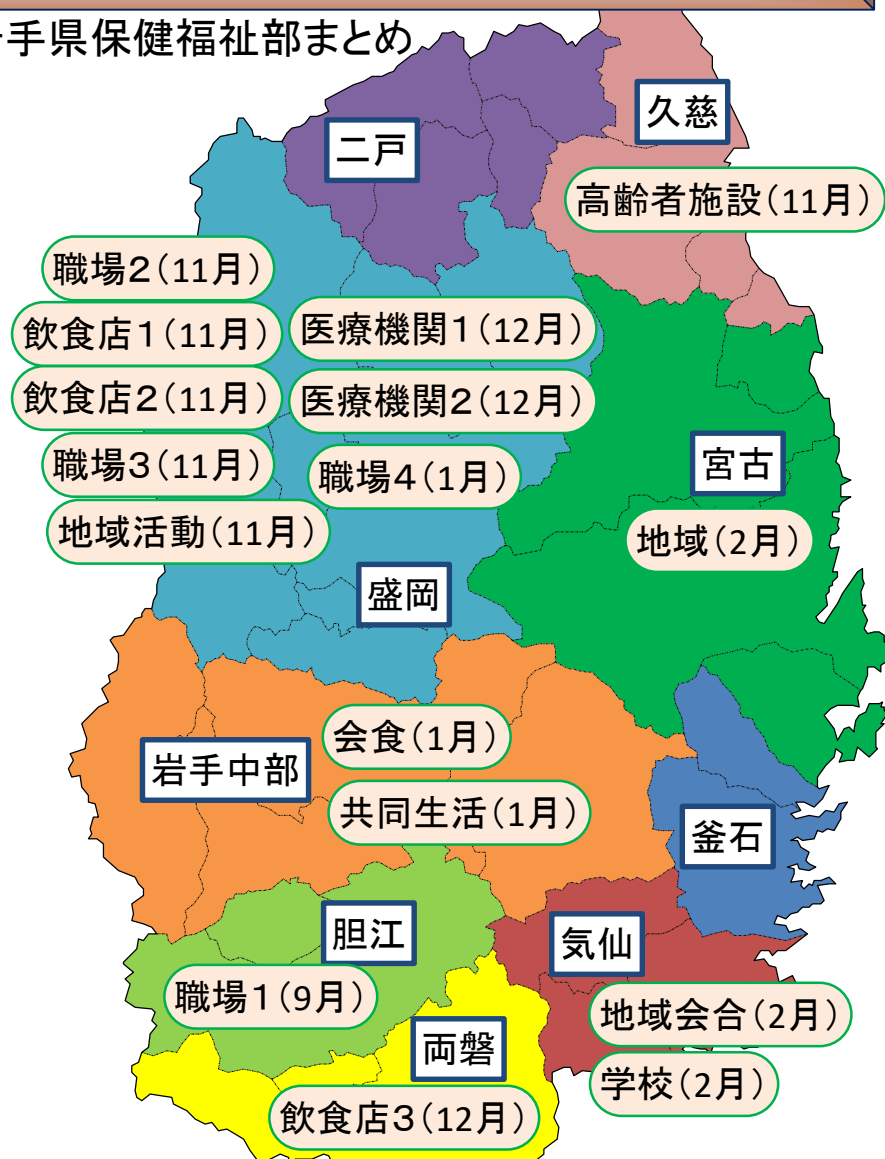 手県保健福祉部まとめ
久慈
二戸
高齢者施設（11月）
職場2（11月）
飲食店1（11月）
医療機関1（12月）
飲食店2（11月）
医療機関2（12月）
職場3（11月）
職場4（1月）
宮古
地域活動（11月）
地域（2月）
盛岡
会食（1月）
岩手中部
共同生活（1月）
釜石
胆江
気仙
職場1（9月）
地域会合（2月）
両磐
学校（2月）
飲食店3（12月）